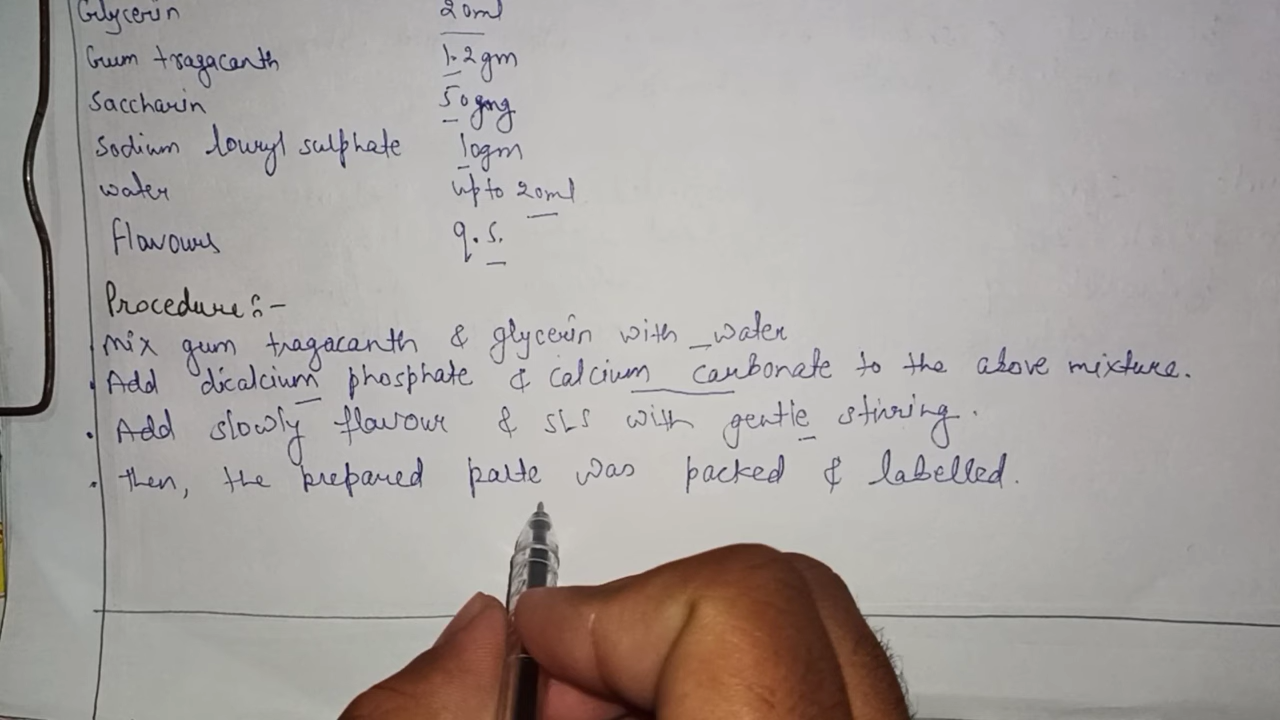 Glycerin 20ml
Gum tragacanth 1.2gm
Saccharin 50gmg
Sodium lowryl sulphate 10gm
water up to 20ml
flavours q.s.
Procedure:-
Mix gum tragacanth & glycerin with water
. Add dicalcium phosphate & calcium carbonate to the above mixture.
. Add slowly flavour & SLS with gentle stirring.
. then, the prepared paste was packed & labelled.